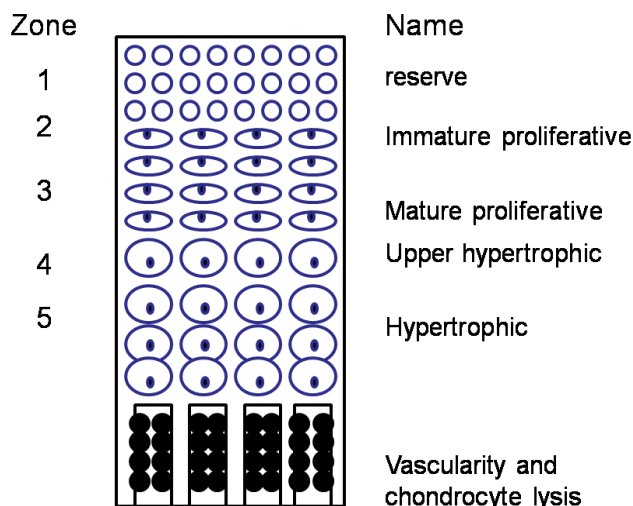 Zone
Name
1
reserve
2
Immature proliferative
3
Mature proliferative
4
Upper hypertrophic
5
Hypertrophic
Vascularity and
chondrocyte lysis